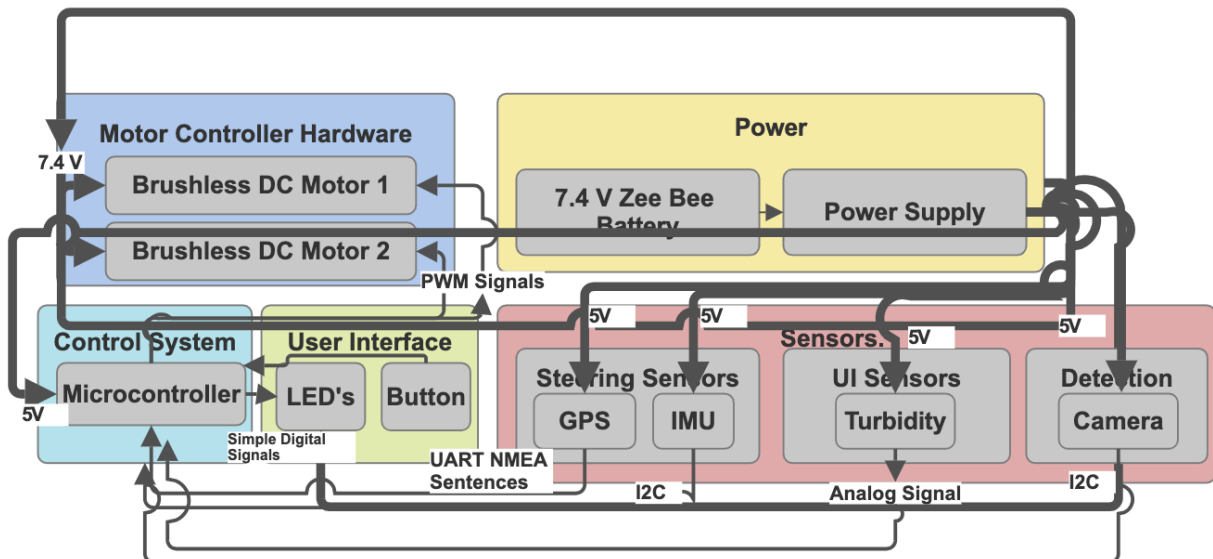 Motor Controller Hardware
7.4 V
Brushless DC Motor 1
Brushless DC Motor 2
PWM Signals
Power
7.4 V Zee Bee
Battery
Power Supply
Control System
Microcontroller
5V
User Interface
LED's
Button
Simple Digital
Signals
Sensors.
5V
5V
5V
5V
Steering Sensors
GPS
IMU
UI Sensors
Turbidity
Detection
Camera
UART NMEA
Sentences
I2C
Analog Signal
I2C